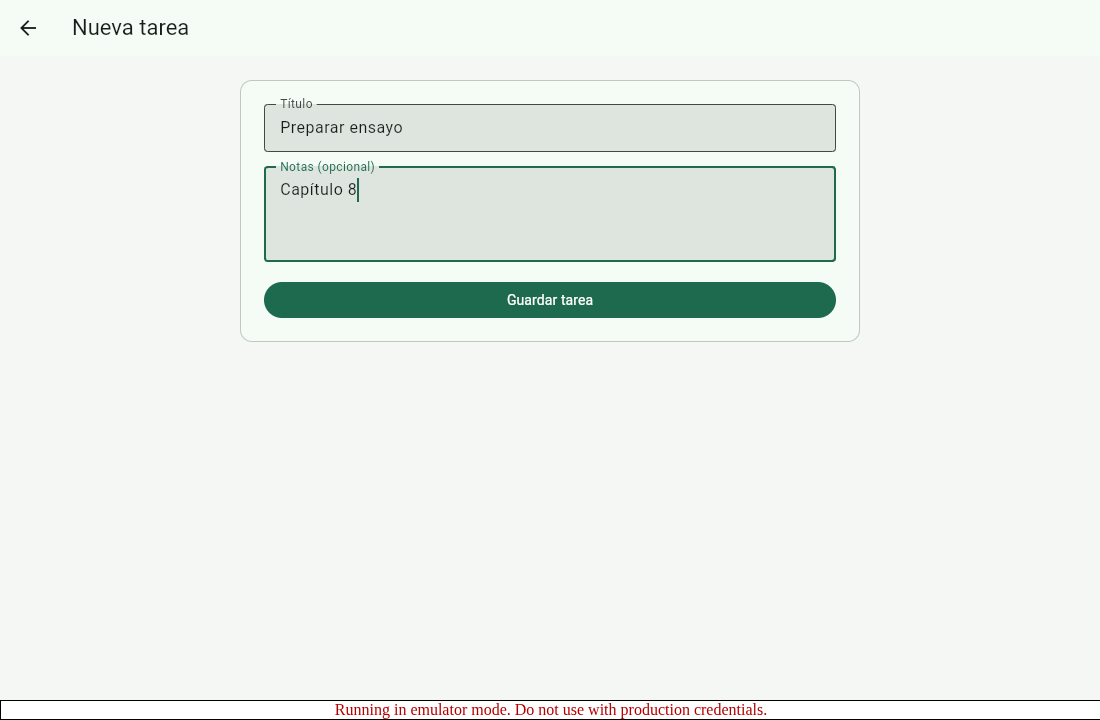 Nueva tarea
Título
Preparar ensayo
Notas (opcional)
Capítulo 8
Guardar tarea
Running in emulator mode. Do not use with production credentials.